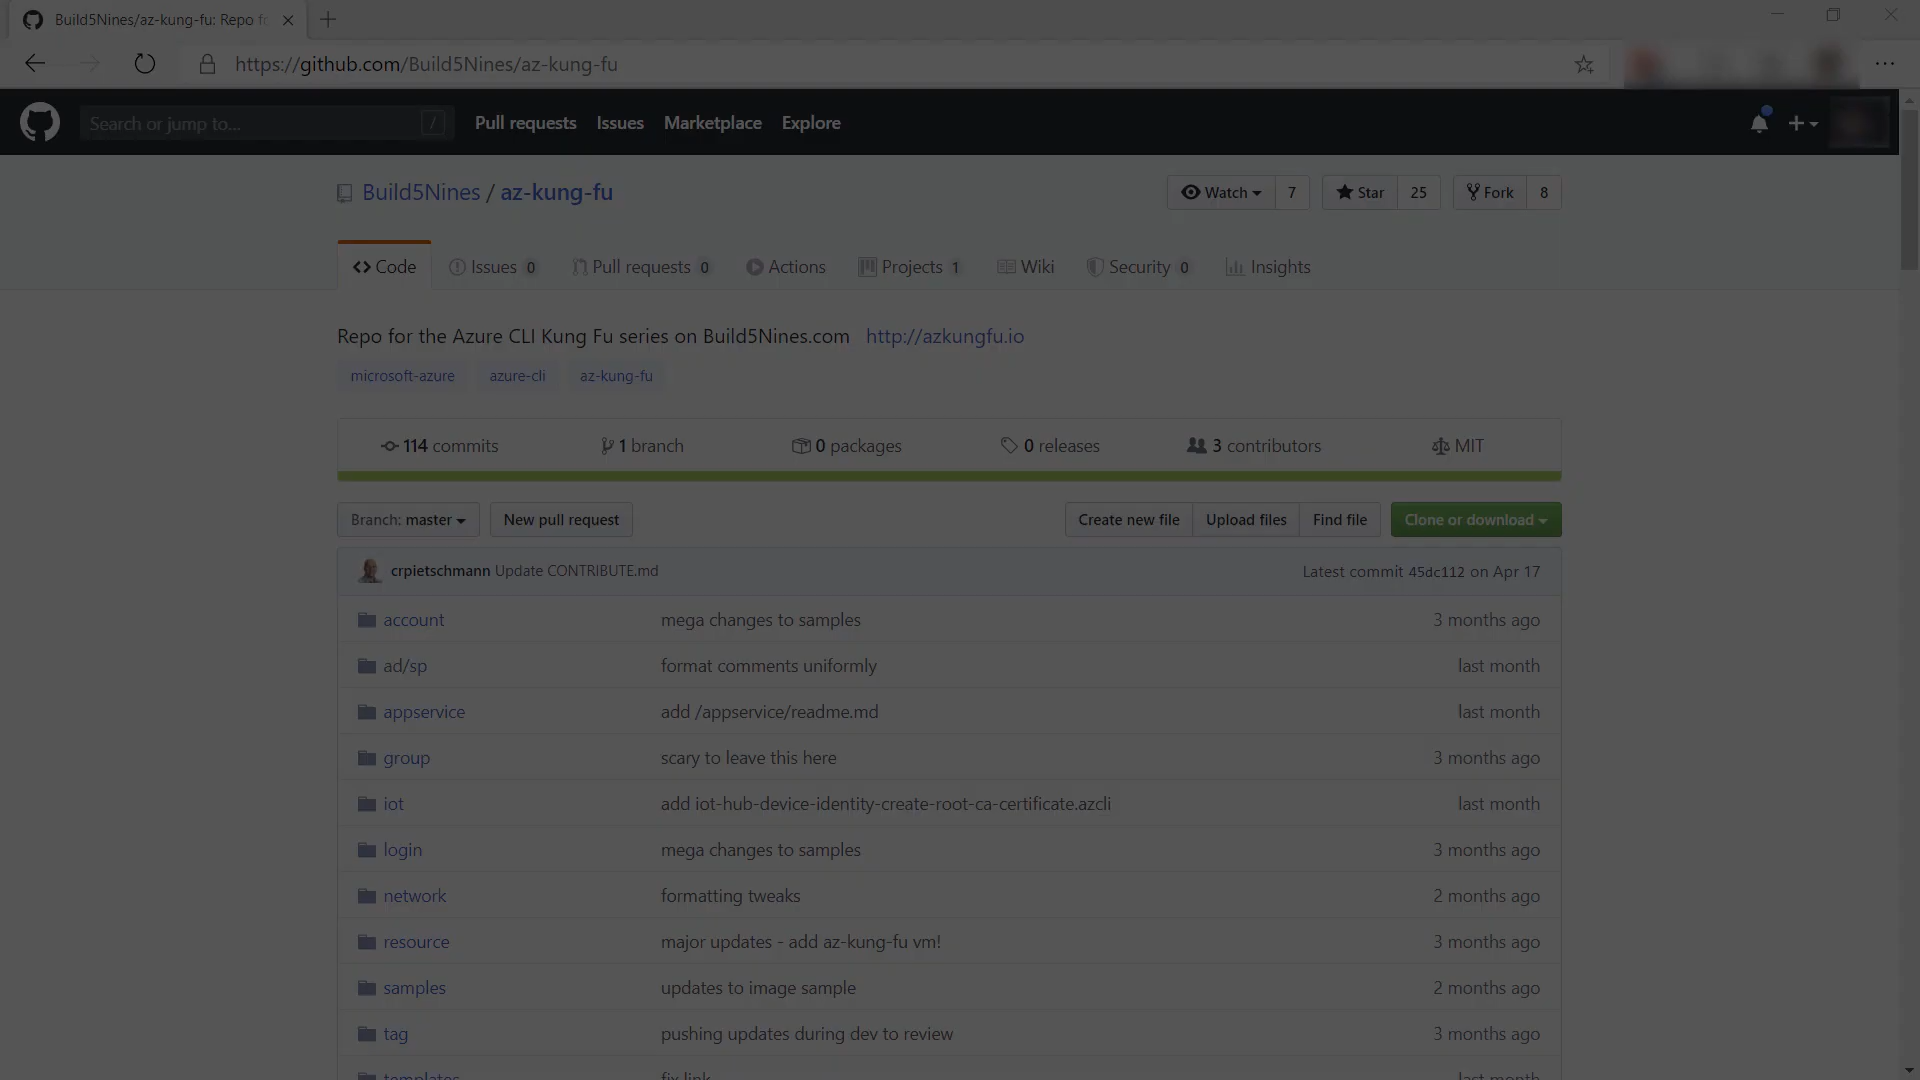 Build5Nines/az-kung-fu: Repo fr
https://github.com/Build5Nines/az-kung-fu
Search or jump to... / Pull requests Issues Marketplace Explore
Build5Nines / az-kung-fu Watch 7 Star 25 Fork 8
Code Issues 0 Pull requests 0 Actions Projects 1 Wiki Security 0 Insights
Repo for the Azure CLI Kung Fu series on Build5Nines.com http://azkungfu.io
microsoft-azure azure-cli az-kung-fu
114 commits 1 branch 0 packages 0 releases 3 contributors MIT
Branch: master New pull request Create new file Upload files Find file Clone or download
crpietschmann Update CONTRIBUTE.md Latest commit 45dc112 on Apr 17
account mega changes to samples 3 months ago
ad/sp format comments uniformly last month
appservice add /appservice/readme.md last month
group scary to leave this here 3 months ago
iot add iot-hub-device-identity-create-root-ca-certificate.azcli last month
login mega changes to samples 3 months ago
network formatting tweaks 2 months ago
resource major updates - add az-kung-fu vm! 3 months ago
samples updates to image sample 2 months ago
tag pushing updates during dev to review 3 months ago
templates fix link last month